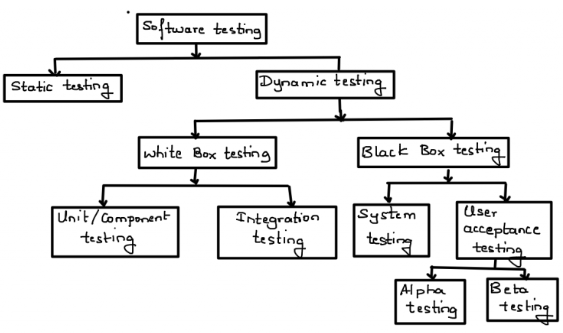 Software testing
Static testing
Dynamic testing
White Box testing
Black Box testing
Unit/Component
testing
Integration
testing
System
testing
User
acceptance
testing
Alpha
testing
Beta
testing